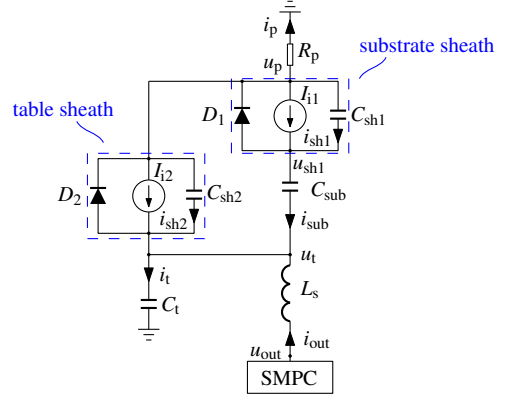 i_p
R_p
substrate sheath
u_p
table sheath
D_1
I_i1
C_sh1
i_sh1
u_sh1
D_2
I_i2
C_sh2
i_sh2
C_sub
i_sub
u_t
i_t
C_t
L_s
i_out
u_out
SMPC